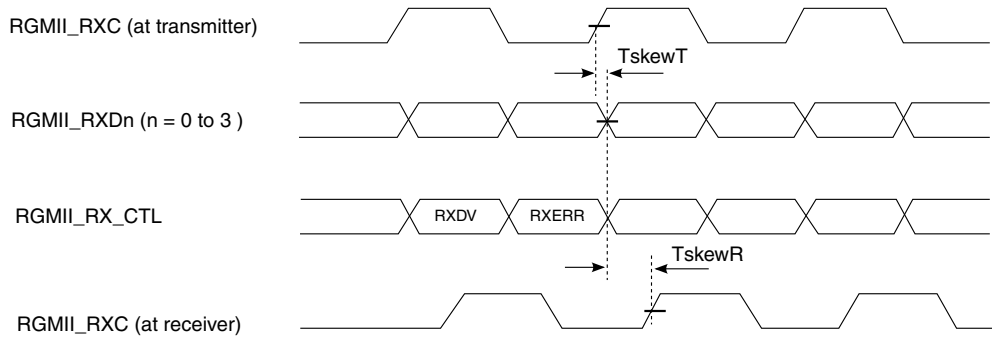 RGMII_RXC (at transmitter)
TskewT
RGMII_RXDn (n = 0 to 3 )
RGMII_RX_CTL
RXDV
RXERR
TskewR
RGMII_RXC (at receiver)